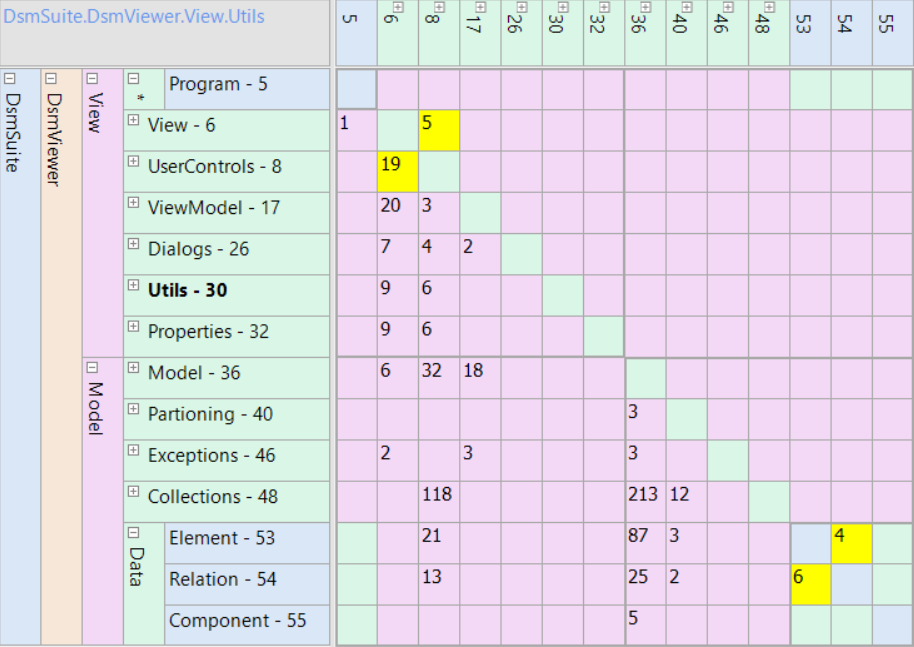 DsmSuite.DsmViewer.View.Utils
5 6 8 17 26 30 32 36 40 46 48 53 54 55
DsmSuite
DsmViewer
View
*
Program - 5
View - 6 1 5
UserControls - 8 19
ViewModel - 17 20 3
Dialogs - 26 7 4 2
Utils - 30 9 6
Properties - 32 9 6
Model
Model - 36 6 32 18
Partioning - 40 3
Exceptions - 46 2 3 3
Collections - 48 118 213 12
Data
Element - 53 21 87 3 4
Relation - 54 13 25 2 6
Component - 55 5